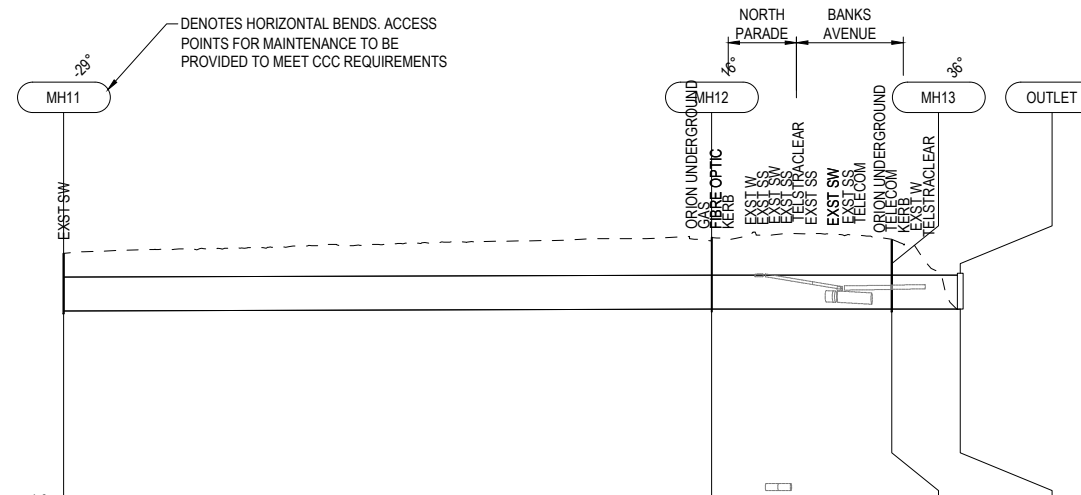 DENOTES HORIZONTAL BENDS. ACCESS
POINTS FOR MAINTENANCE TO BE
PROVIDED TO MEET CCC REQUIREMENTS
NORTH
PARADE
BANKS
AVENUE
-29°
16°
36°
MH11
MH12
MH13
OUTLET
EXST SW
ORION UNDERGROUND
GAS
FIBRE OPTIC
KERB
EXST W
EXST SS
EXST SW
EXST SS
TELSTRACLEAR
EXST SS
EXST SW
EXST SS
TELECOM
ORION UNDERGROUND
TELECOM
KERB
EXST W
TELSTRACLEAR